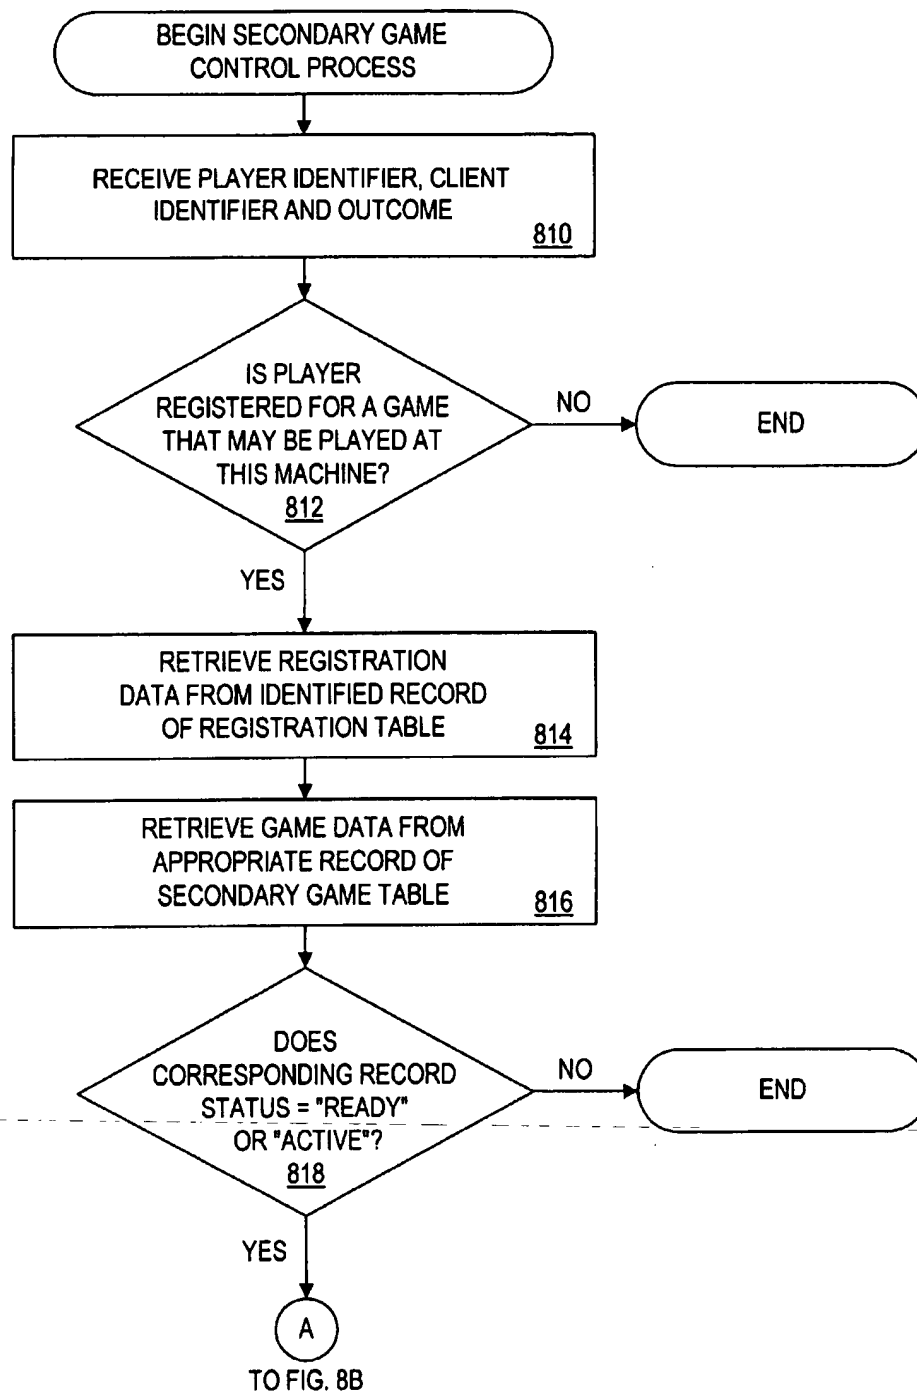 BEGIN SECONDARY GAME
CONTROL PROCESS
RECEIVE PLAYER IDENTIFIER, CLIENT
IDENTIFIER AND OUTCOME
810
IS PLAYER
REGISTERED FOR A GAME
THAT MAY BE PLAYED AT
THIS MACHINE?
812
NO
END
YES
RETRIEVE REGISTRATION
DATA FROM IDENTIFIED RECORD
OF REGISTRATION TABLE
814
RETRIEVE GAME DATA FROM
APPROPRIATE RECORD OF
SECONDARY GAME TABLE
816
DOES
CORRESPONDING RECORD
STATUS = "READY"
OR "ACTIVE"?
818
NO
END
YES
A
TO FIG. 8B